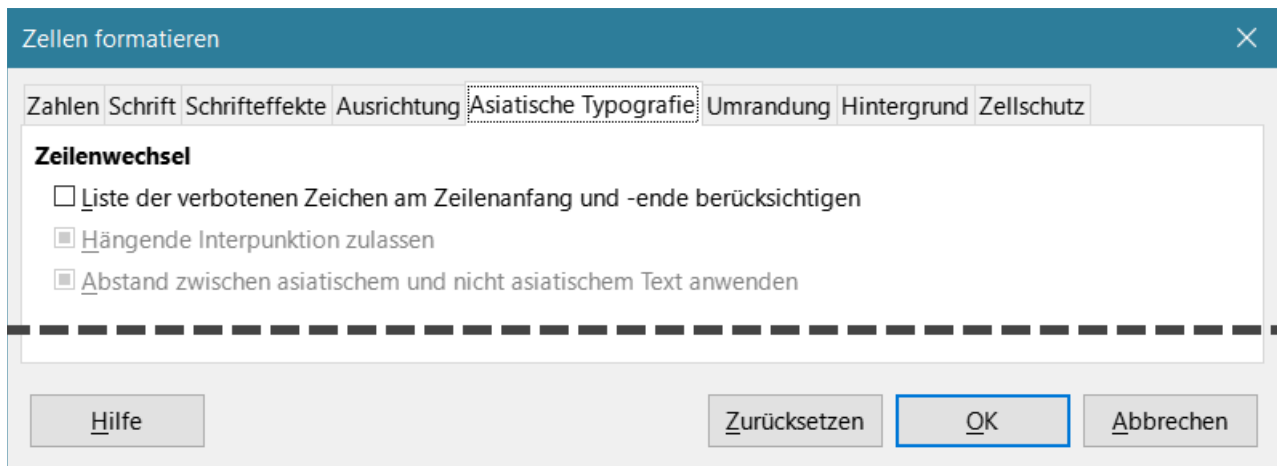 Zellen formatieren
Zahlen Schrift Schrifteffekte Ausrichtung Asiatische Typografie Umrandung Hintergrund Zellschutz
Zeilenwechsel
Liste der verbotenen Zeichen am Zeilenanfang und -ende berücksichtigen
Hängende Interpunktion zulassen
Abstand zwischen asiatischem und nicht asiatischem Text anwenden
Hilfe Zurücksetzen OK Abbrechen